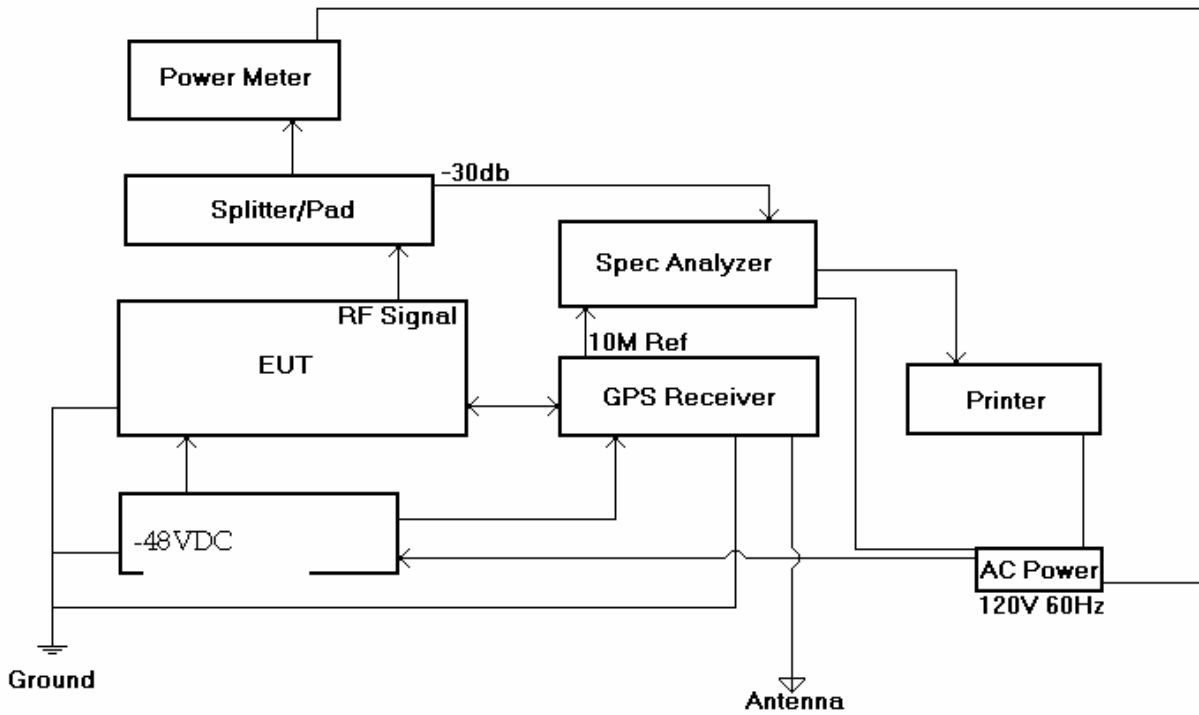 Power Meter
-30db
Splitter/Pad
Spec Analyzer
RF Signal
10M Ref
EUT
GPS Receiver
Printer
-48VDC
AC Power
120V 60Hz
Ground
Antenna